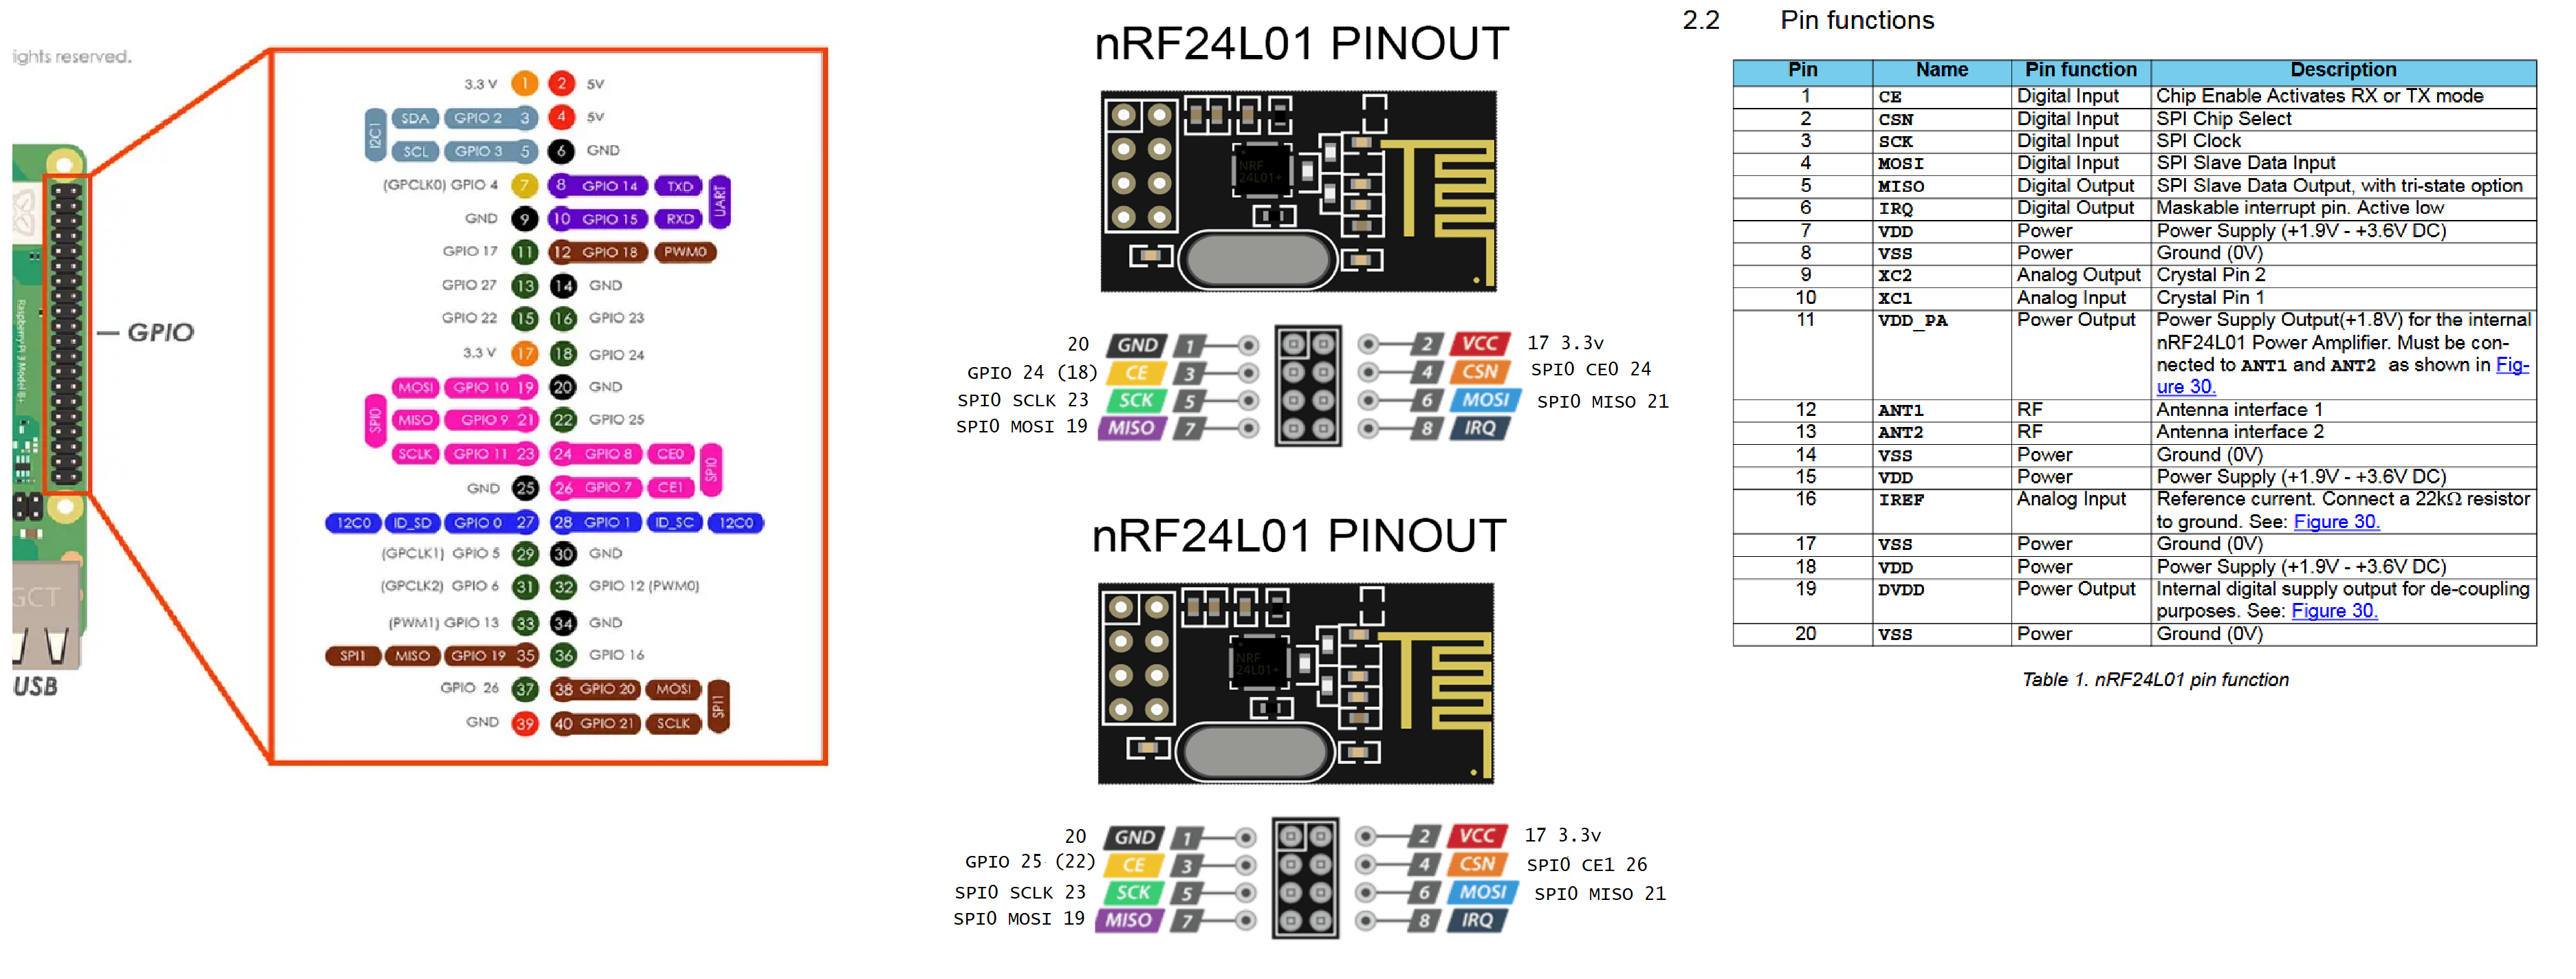 ights reserved.
GPIO
USB
GCT
Raspberry Pi 3 Model B+
3.3 V 1 2 5V
I2C1 SDA GPIO 2 3 4 5V
SCL GPIO 3 5 6 GND
(GPCLK0) GPIO 4 7 8 GPIO 14 TXD UART
GND 9 10 GPIO 15 RXD
GPIO 17 11 12 GPIO 18 PWM0
GPIO 27 13 14 GND
GPIO 22 15 16 GPIO 23
3.3 V 17 18 GPIO 24
SPI0 MOSI GPIO 10 19 20 GND
MISO GPIO 9 21 22 GPIO 25
SCLK GPIO 11 23 24 GPIO 8 CE0 SPI0
GND 25 26 GPIO 7 CE1
12C0 ID_SD GPIO 0 27 28 GPIO 1 ID_SC 12C0
(GPCLK1) GPIO 5 29 30 GND
(GPCLK2) GPIO 6 31 32 GPIO 12 (PWM0)
(PWM1) GPIO 13 33 34 GND
SPI1 MISO GPIO 19 35 36 GPIO 16
GPIO 26 37 38 GPIO 20 MOSI SPI1
GND 39 40 GPIO 21 SCLK
nRF24L01 PINOUT
NRF
24L01+
20 GND 1 2 VCC 17 3.3v
GPIO 24 (18) CE 3 4 CSN SPI0 CE0 24
SPI0 SCLK 23 SCK 5 6 MOSI SPI0 MISO 21
SPI0 MOSI 19 MISO 7 8 IRQ
nRF24L01 PINOUT
NRF
24L01+
20 GND 1 2 VCC 17 3.3v
GPIO 25 (22) CE 3 4 CSN SPI0 CE1 26
SPI0 SCLK 23 SCK 5 6 MOSI SPI0 MISO 21
SPI0 MOSI 19 MISO 7 8 IRQ
2.2 Pin functions
Pin Name Pin function Description
1 CE Digital Input Chip Enable Activates RX or TX mode
2 CSN Digital Input SPI Chip Select
3 SCK Digital Input SPI Clock
4 MOSI Digital Input SPI Slave Data Input
5 MISO Digital Output SPI Slave Data Output, with tri-state option
6 IRQ Digital Output Maskable interrupt pin. Active low
7 VDD Power Power Supply (+1.9V - +3.6V DC)
8 VSS Power Ground (0V)
9 XC2 Analog Output Crystal Pin 2
10 XC1 Analog Input Crystal Pin 1
11 VDD_PA Power Output Power Supply Output(+1.8V) for the internal
nRF24L01 Power Amplifier. Must be con-
nected to ANT1 and ANT2 as shown in Fig-
ure 30.
12 ANT1 RF Antenna interface 1
13 ANT2 RF Antenna interface 2
14 VSS Power Ground (0V)
15 VDD Power Power Supply (+1.9V - +3.6V DC)
16 IREF Analog Input Reference current. Connect a 22kΩ resistor
to ground. See: Figure 30.
17 VSS Power Ground (0V)
18 VDD Power Power Supply (+1.9V - +3.6V DC)
19 DVDD Power Output Internal digital supply output for de-coupling
purposes. See: Figure 30.
20 VSS Power Ground (0V)
Table 1. nRF24L01 pin function